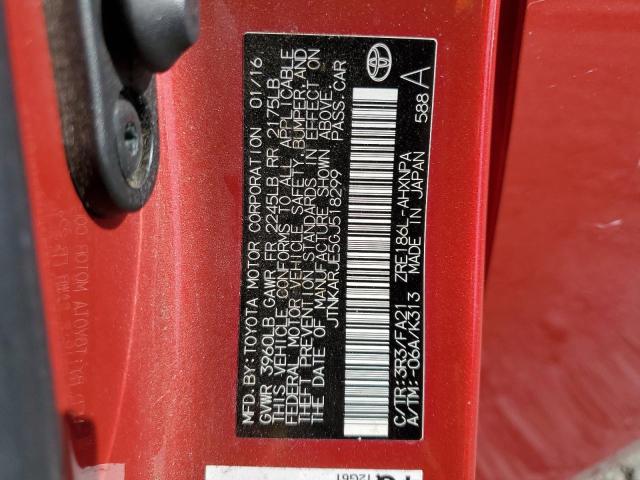 MFD.BY:TOYOTA MOTOR CORPORATION 01/16
GVWR 3960LB GAWR FR 2245LB RR 2175LB
THIS VEHICLE CONFORMS TO ALL APPLICABLE
FEDERAL MOTOR VEHICLE SAFETY, BUMPER, AND
THEFT PREVENTION STANDARDS IN EFFECT ON
THE DATE OF MANUFACTURE SHOWN ABOVE.
JTNKARJE5GJ518299 PASS.CAR
ZRE186L-AHXNPA
C/TR:3R3/FA21 MADE IN JAPAN
A/TM:-06A/K313
588 A